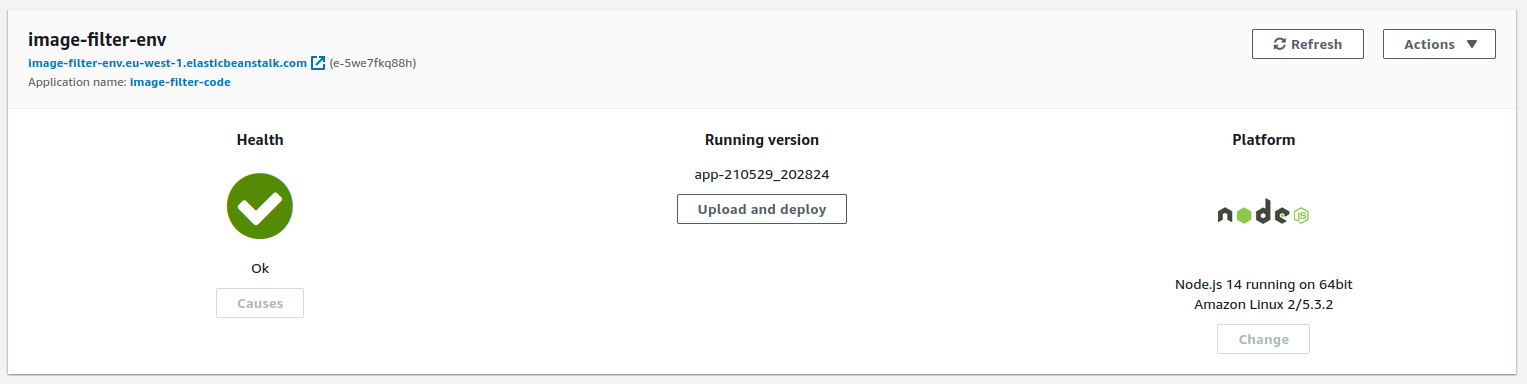 image-filter-env
Refresh
Actions
image-filter-env.eu-west-1.elasticbeanstalk.com (e-5we7fkq88h)
Application name: image-filter-code
Health
Running version
Platform
app-210529_202824
Upload and deploy
node JS
Ok
Causes
Node.js 14 running on 64bit
Amazon Linux 2/5.3.2
Change